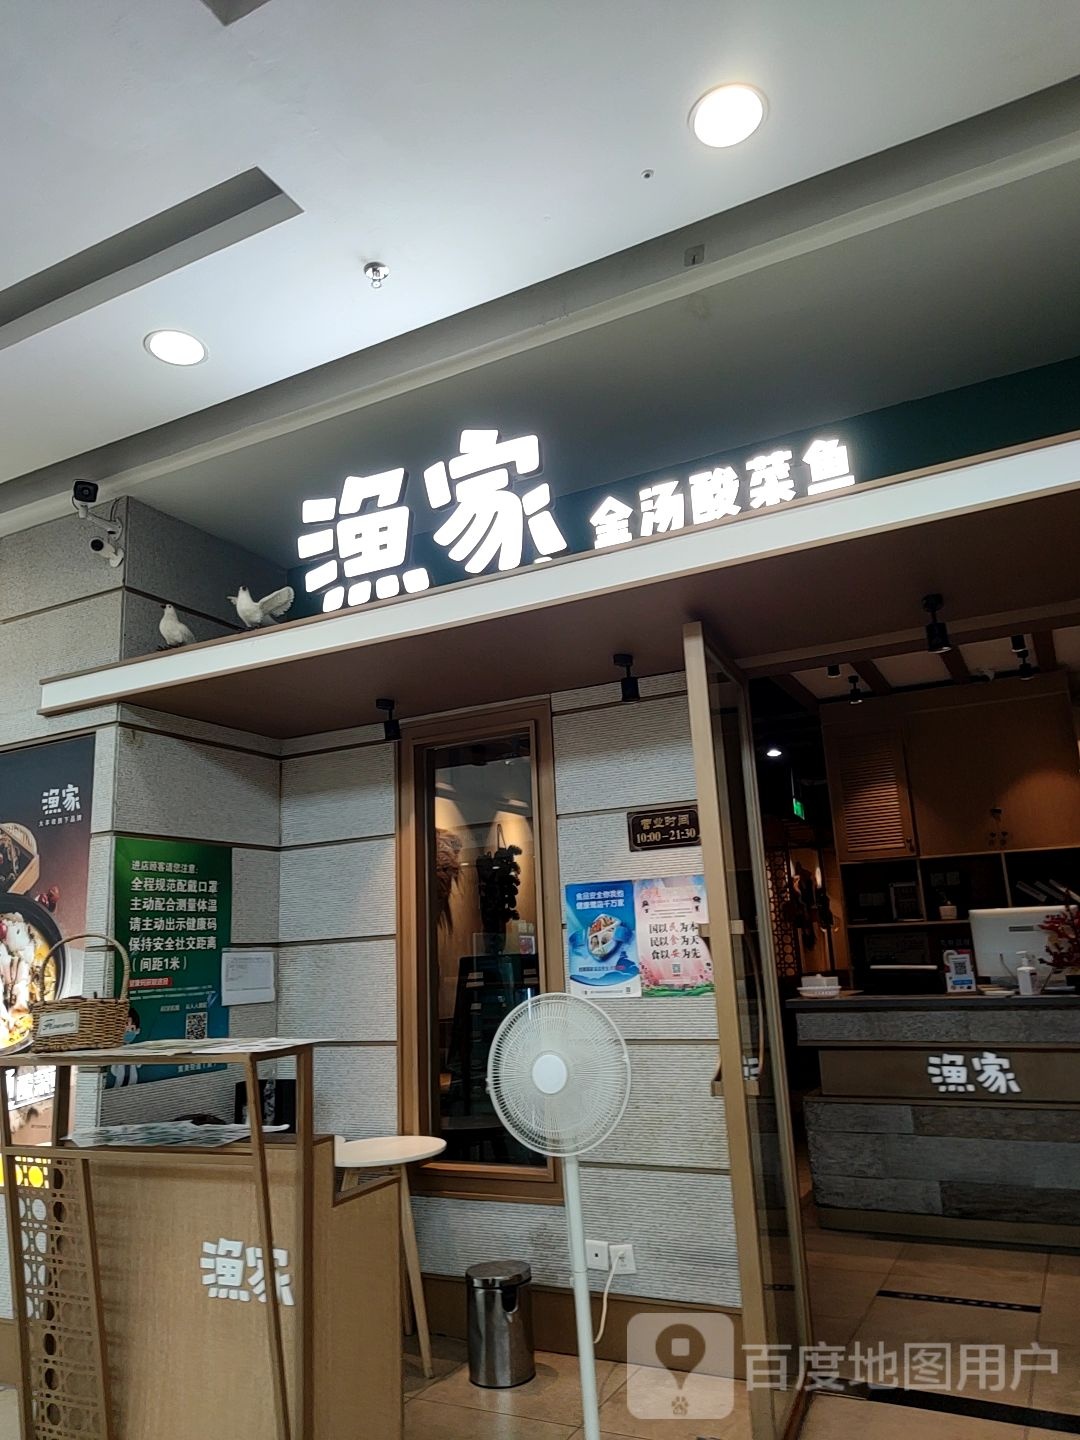 渔家
金汤酸菜鱼
渔家
营业时间
10:00-21:30
进店顾客请您注意:
全程规范配戴口罩
主动配合测量体温
请主动出示健康码
保持安全社交距离
(间距1米)
国以民为本
民以食为天
食以安为先
渔家
渔家
百度地图用户